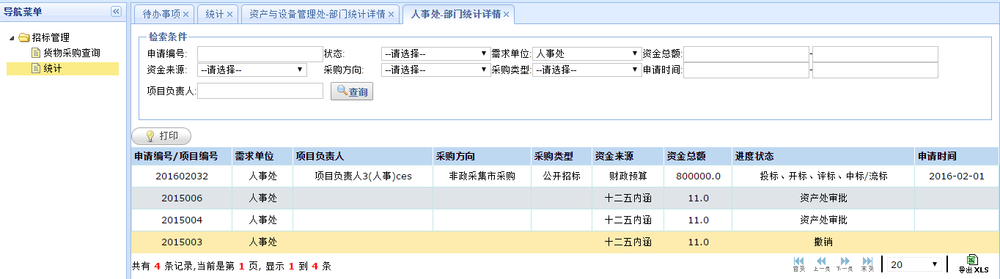 导航菜单
招标管理
货物采购查询
统计
待办事项 统计 资产与设备管理处-部门统计详情 人事处-部门统计详情
检索条件
申请编号: 状态: --请选择-- 需求单位: 人事处 资金总额: -
资金来源: --请选择-- 采购方向: --请选择-- 采购类型: --请选择-- 申请时间: -
项目负责人: 查询
打印
申请编号/项目编号 需求单位 项目负责人 采购方向 采购类型 资金来源 资金总额 进度状态 申请时间
201602032 人事处 项目负责人3(人事)ces 非政采集市采购 公开招标 财政预算 800000.0 投标、开标、评标、中标/流标 2016-02-01
2015006 人事处 十二五内涵 11.0 资产处审批
2015004 人事处 十二五内涵 11.0 资产处审批
2015003 人事处 十二五内涵 11.0 撤销
共有 4 条记录,当前是第 1 页, 显示 1 到 4 条 首页 上一页 下一页 末页 20 导出XLS